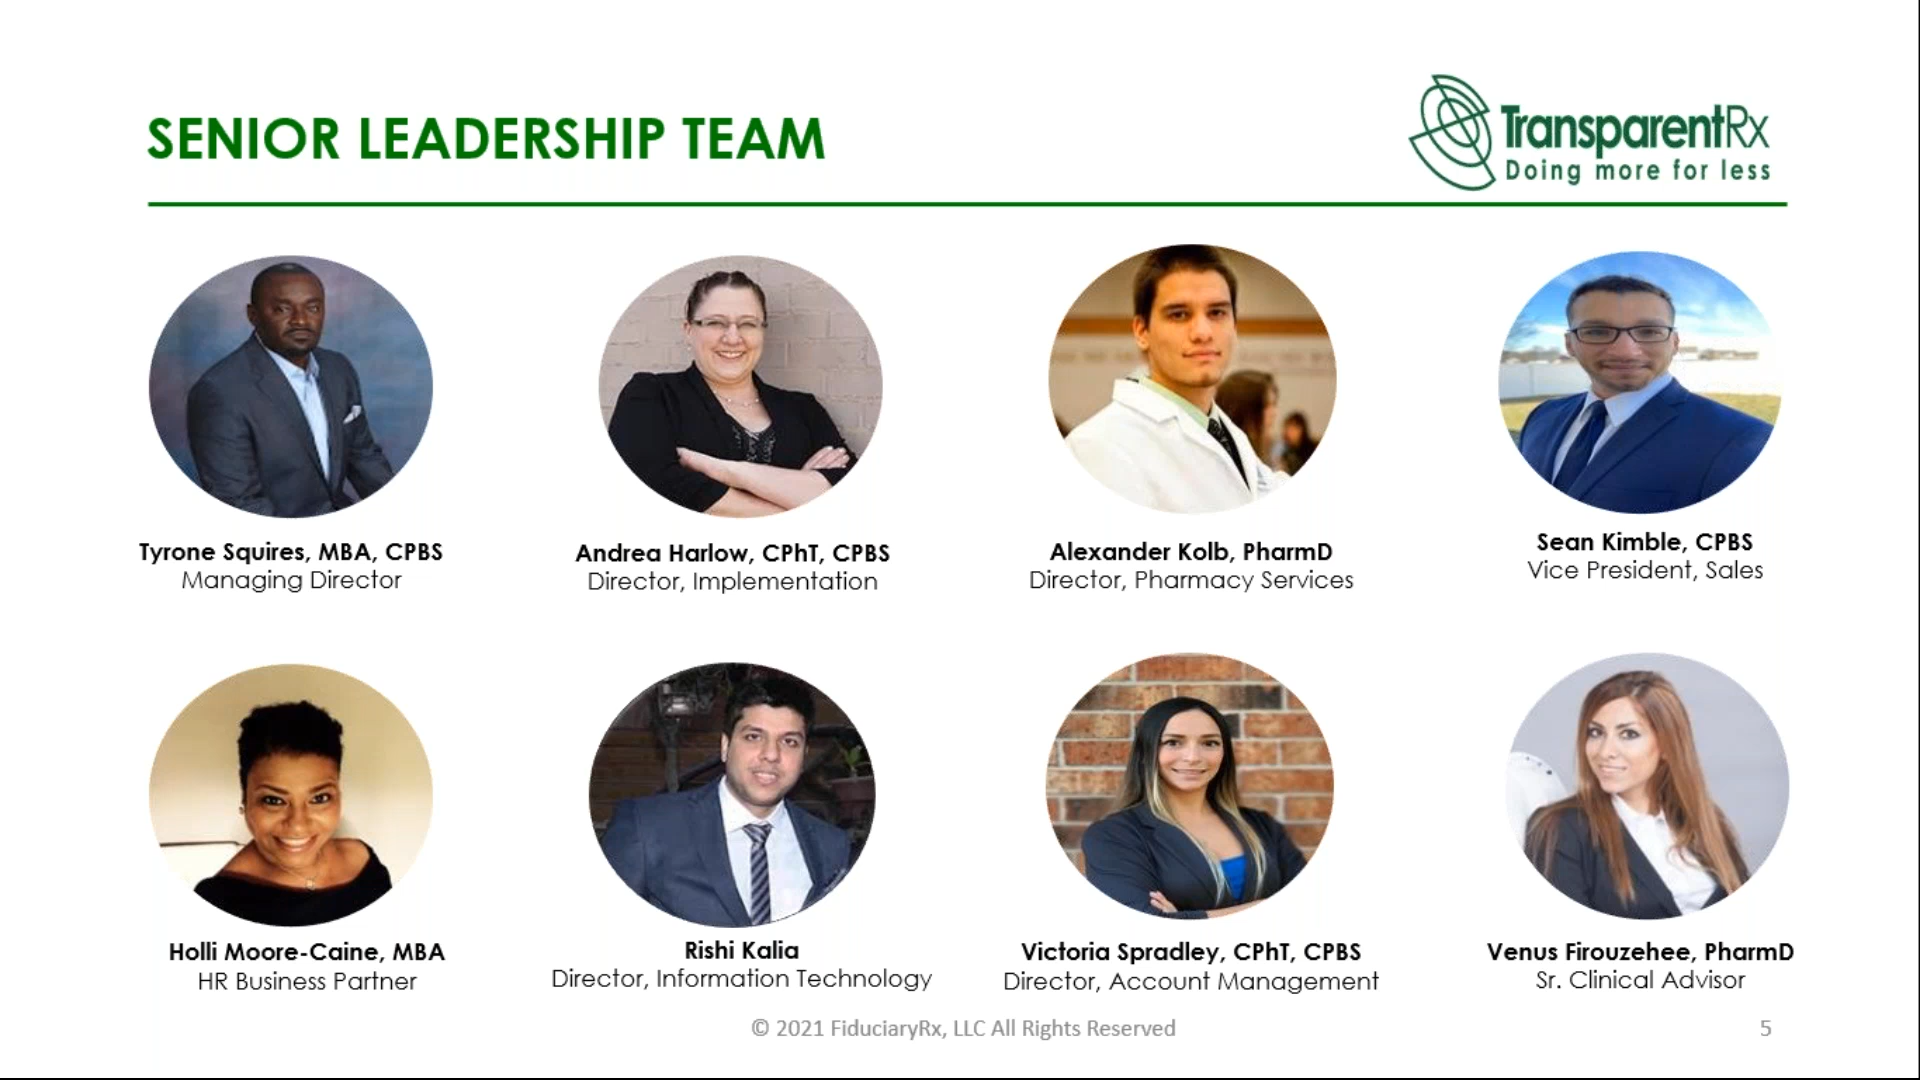 SENIOR LEADERSHIP TEAM
TransparentRx
Doing more for less
Tyrone Squires, MBA, CPBS
Managing Director
Andrea Harlow, CPhT, CPBS
Director, Implementation
Alexander Kolb, PharmD
Director, Pharmacy Services
Sean Kimble, CPBS
Vice President, Sales
Holli Moore-Caine, MBA
HR Business Partner
Rishi Kalia
Director, Information Technology
Victoria Spradley, CPhT, CPBS
Director, Account Management
Venus Firouzehee, PharmD
Sr. Clinical Advisor
© 2021 FiduciaryRx, LLC All Rights Reserved
5